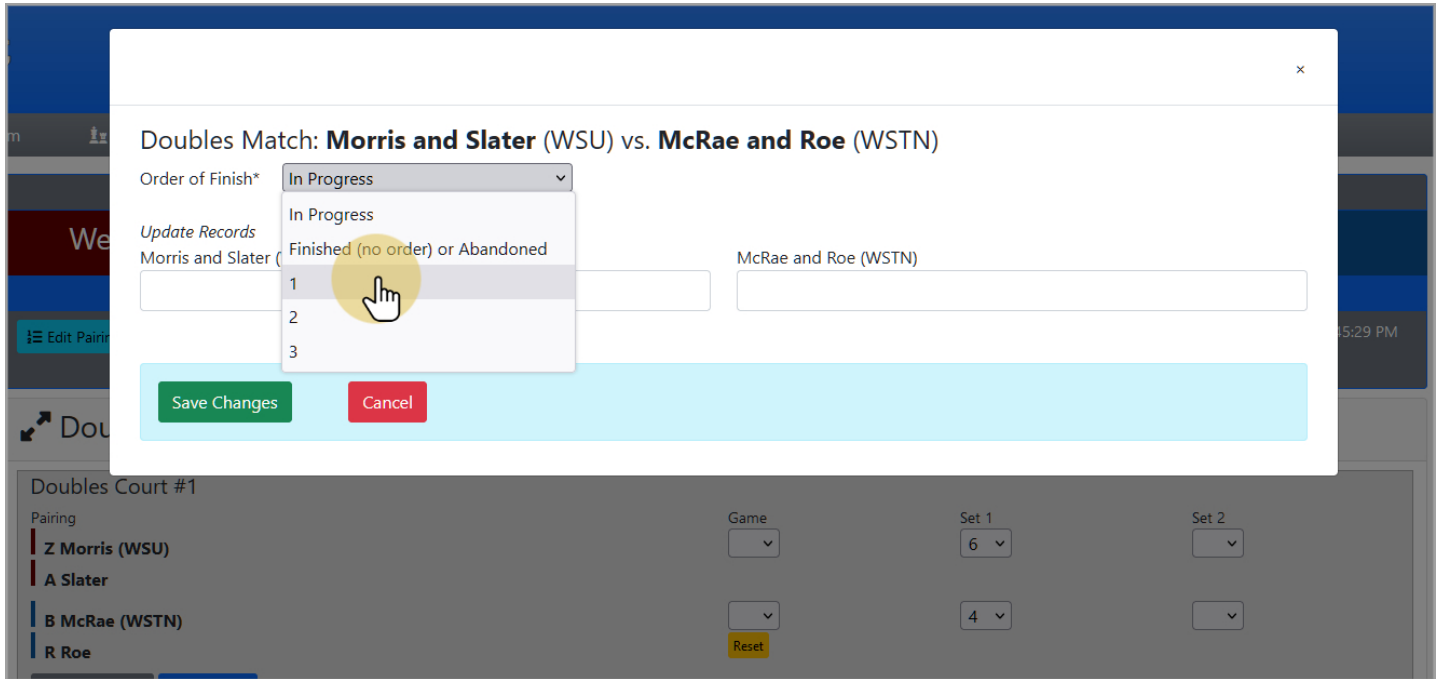 ×
m
Doubles Match: Morris and Slater (WSU) vs. McRae and Roe (WSTN)
Order of Finish* In Progress
In Progress
Finished (no order) or Abandoned
1
2
3
Update Records
Morris and Slater (
McRae and Roe (WSTN)
We
Edit Pairin
45:29 PM
Save Changes Cancel
Dou
Doubles Court #1
Pairing Game Set 1 Set 2
Z Morris (WSU) 6
A Slater
B McRae (WSTN) 4
R Roe Reset